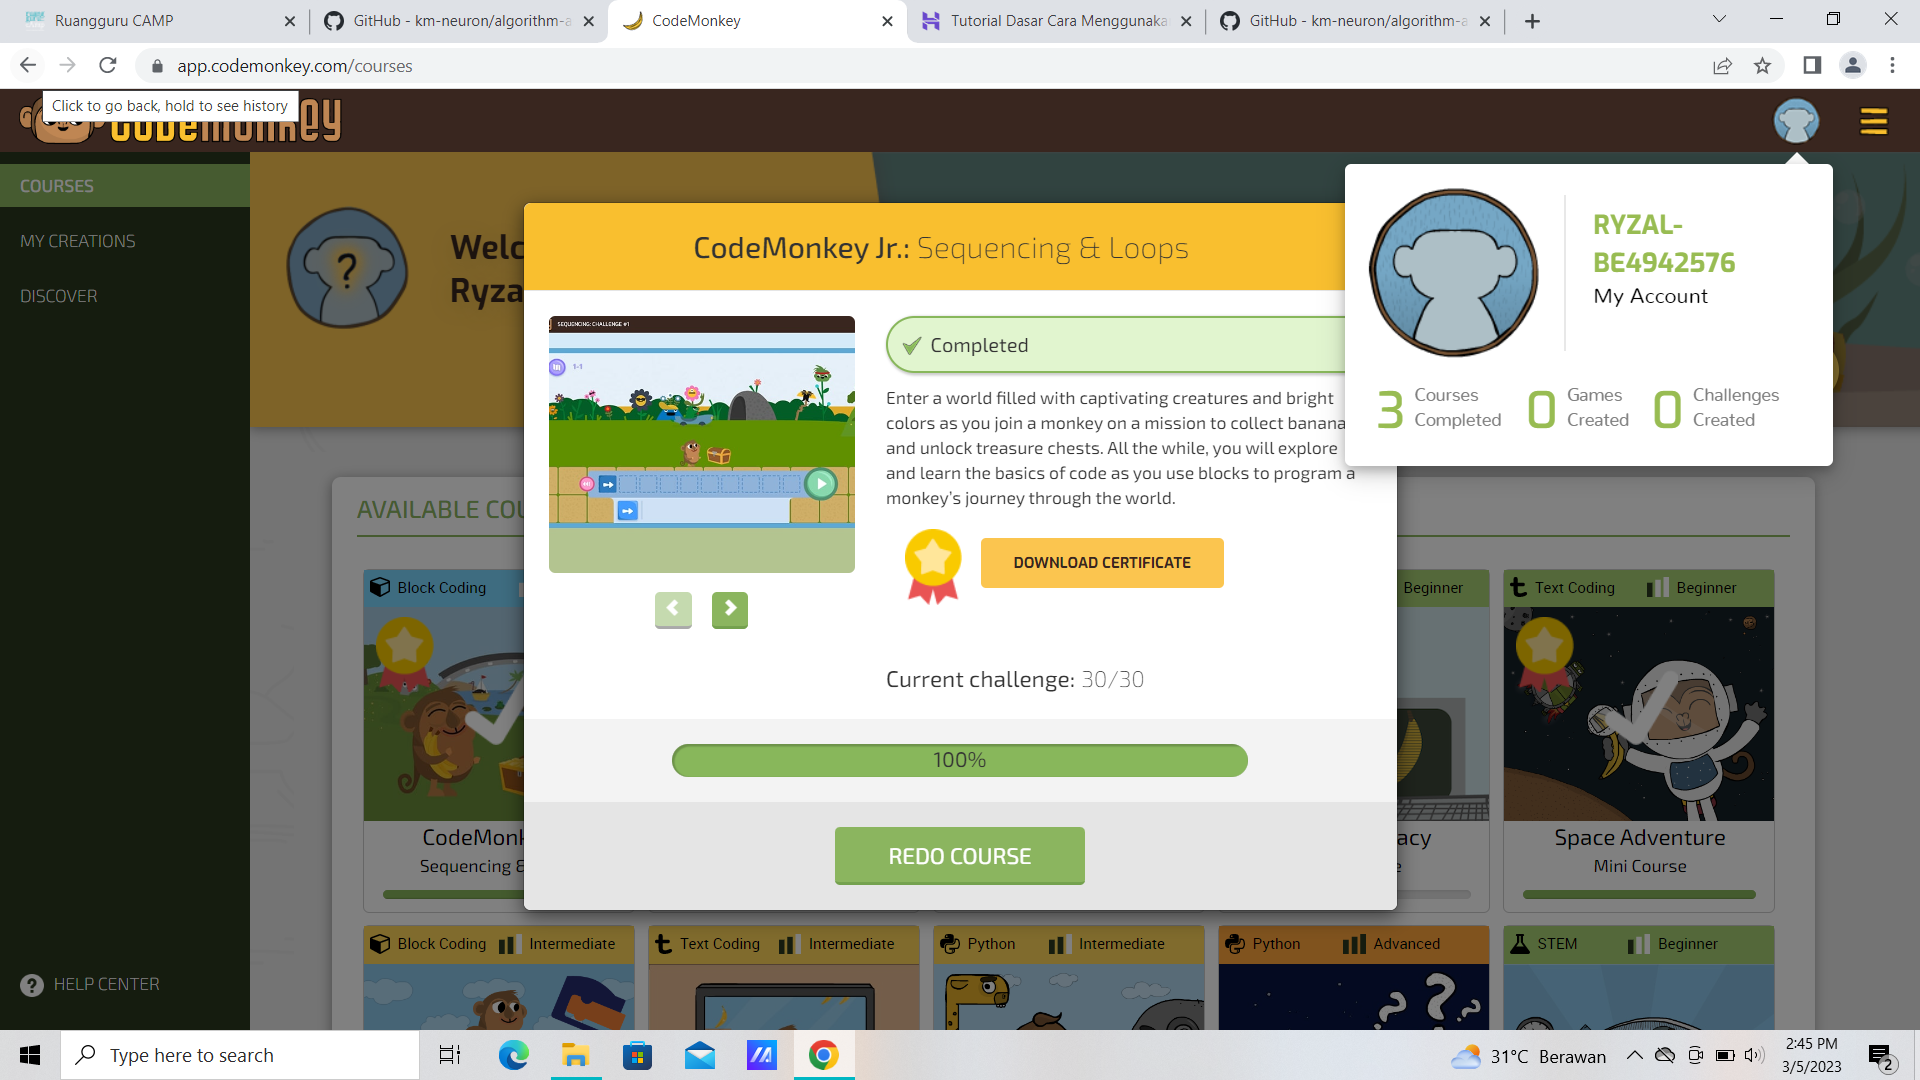 Ruangguru CAMP
GitHub - km-neuron/algorithm-a
CodeMonkey
Tutorial Dasar Cara Menggunaka
GitHub - km-neuron/algorithm-a
app.codemonkey.com/courses
Click to go back, hold to see history
CODEMONKEY
COURSES
MY CREATIONS
DISCOVER
HELP CENTER
?
Welc
Ryza
CodeMonkey Jr.: Sequencing & Loops
SEQUENCING: CHALLENGE #1
1-1
Completed
Enter a world filled with captivating creatures and bright
colors as you join a monkey on a mission to collect banana
and unlock treasure chests. All the while, you will explore
and learn the basics of code as you use blocks to program a
monkey's journey through the world.
DOWNLOAD CERTIFICATE
Current challenge: 30/30
100%
REDO COURSE
RYZAL-
BE4942576
My Account
3 Courses Completed
0 Games Created
0 Challenges Created
AVAILABLE COU
Block Coding
Beginner
Text Coding Beginner
CodeMonk
Sequencing &
acy
Space Adventure
Mini Course
Block Coding Intermediate
Text Coding Intermediate
Python Intermediate
Python Advanced
STEM Beginner
Type here to search
31°C Berawan
2:45 PM
3/5/2023
2